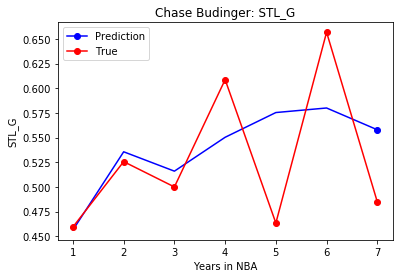 Chase Budinger: STL_G
Prediction
True
0.650
0.625
0.600
0.575
0.550
0.525
0.500
0.475
0.450
STL_G
1 2 3 4 5 6 7
Years in NBA